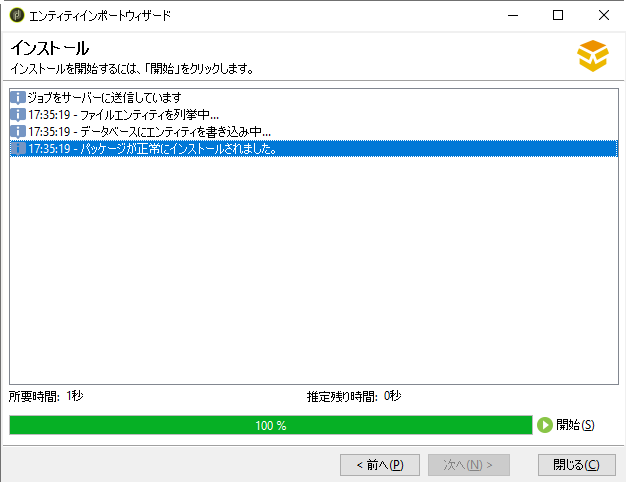 エンティティインポートウィザード
インストール
インストールを開始するには、「開始」をクリックします。
ジョブをサーバーに送信しています
17:35:19 - ファイルエンティティを列挙中...
17:35:19 - データベースにエンティティを書き込み中...
17:35:19 - パッケージが正常にインストールされました。
所要時間: 1秒 推定残り時間: 0秒
100 % 開始(S)
< 前へ(P) 次へ(N) > 閉じる(C)